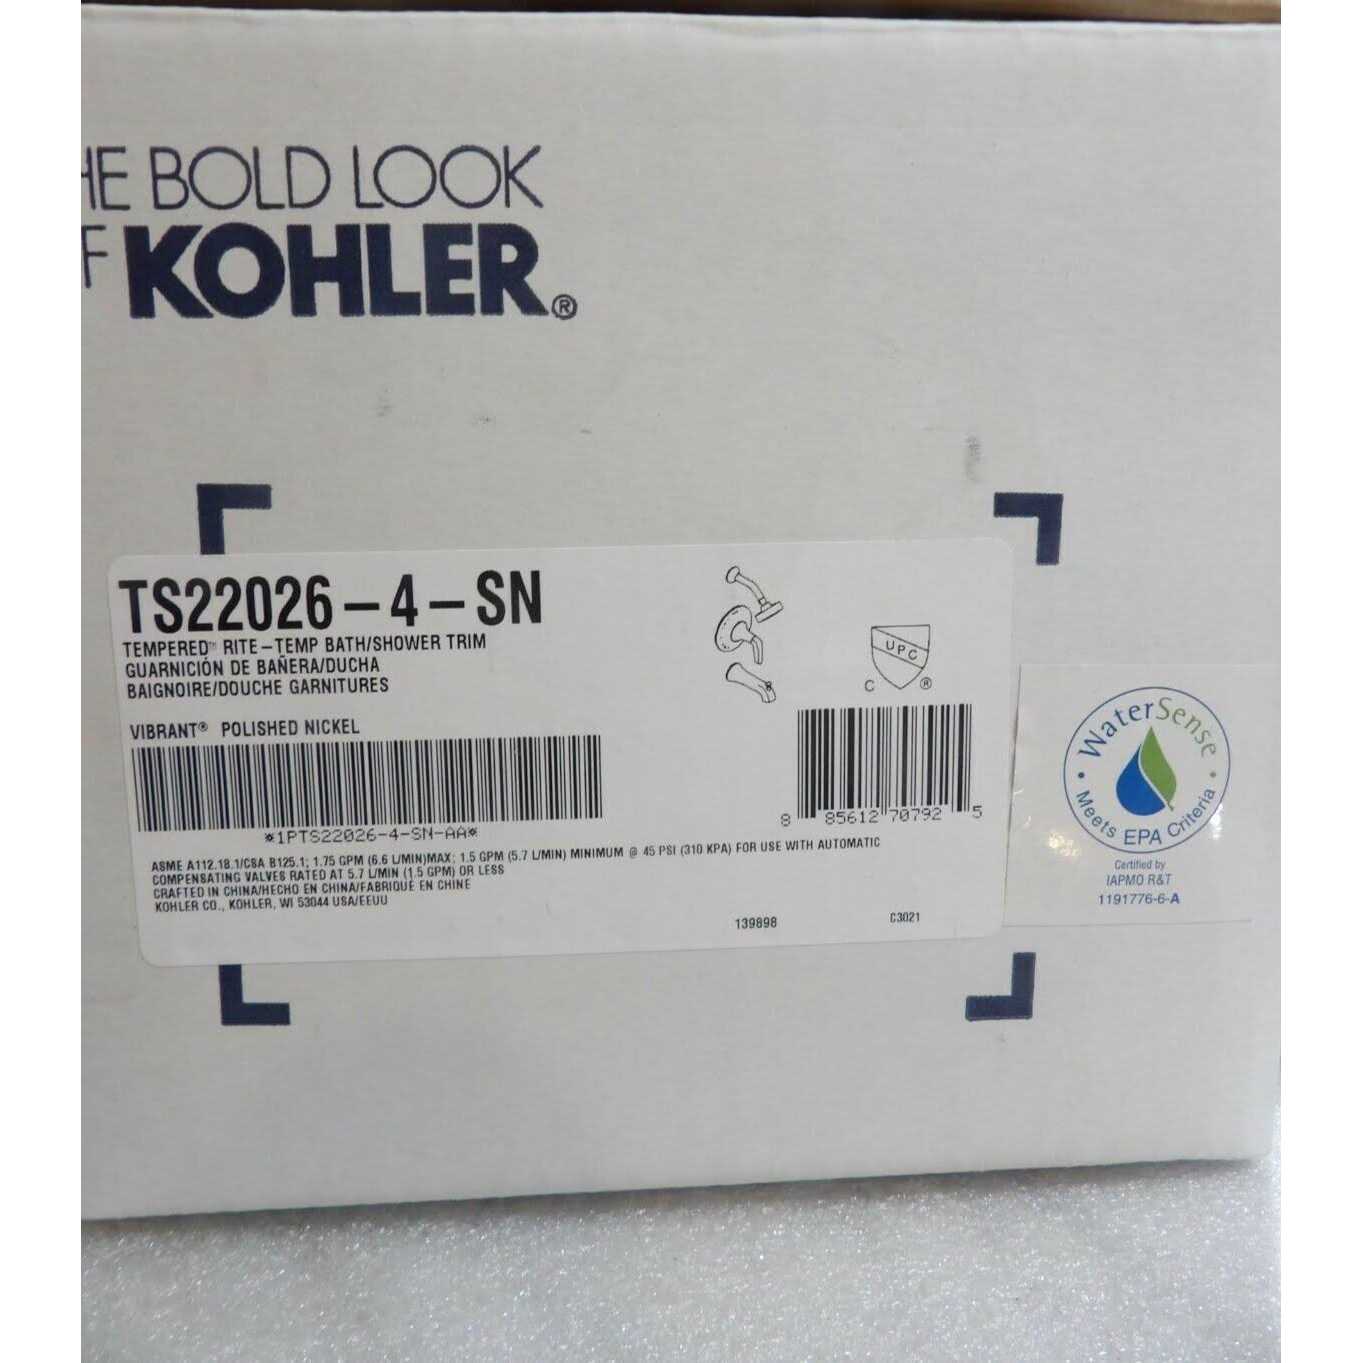 HE BOLD LOOK
F KOHLER®
TS22026-4-SN
TEMPERED™ RITE-TEMP BATH/SHOWER TRIM
GUARNICIÓN DE BAÑERA/DUCHA
BAIGNOIRE/DOUCHE GARNITURES
VIBRANT® POLISHED NICKEL
*1PTS22026-4-SN-AA*
UPC
C ®
8 85612 70792 5
ASME A112.18.1/CSA B125.1; 1.75 GPM (6.6 L/MIN)MAX; 1.5 GPM (5.7 L/MIN) MINIMUM @ 45 PSI (310 KPA) FOR USE WITH AUTOMATIC
COMPENSATING VALVES RATED AT 5.7 L/MIN (1.5 GPM) OR LESS
CRAFTED IN CHINA/HECHO EN CHINA/FABRIQUÉ EN CHINE
KOHLER CO., KOHLER, WI 53044 USA/EEUU
139898
C3021
WaterSense
Meets EPA Criteria
Certified by
IAPMO R&T
1191776-6-A